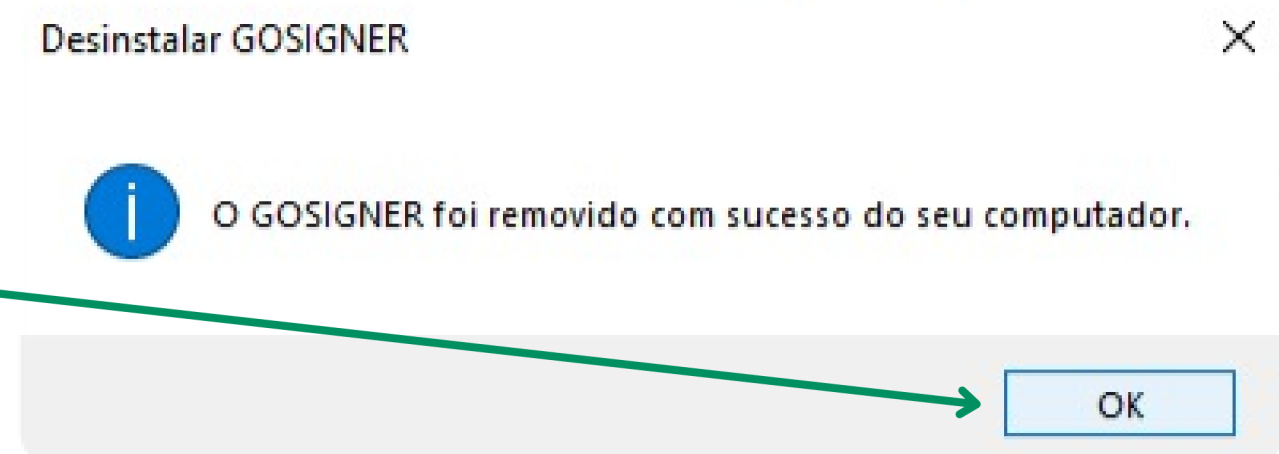 Desinstalar GOSIGNER
O GOSIGNER foi removido com sucesso do seu computador.
OK